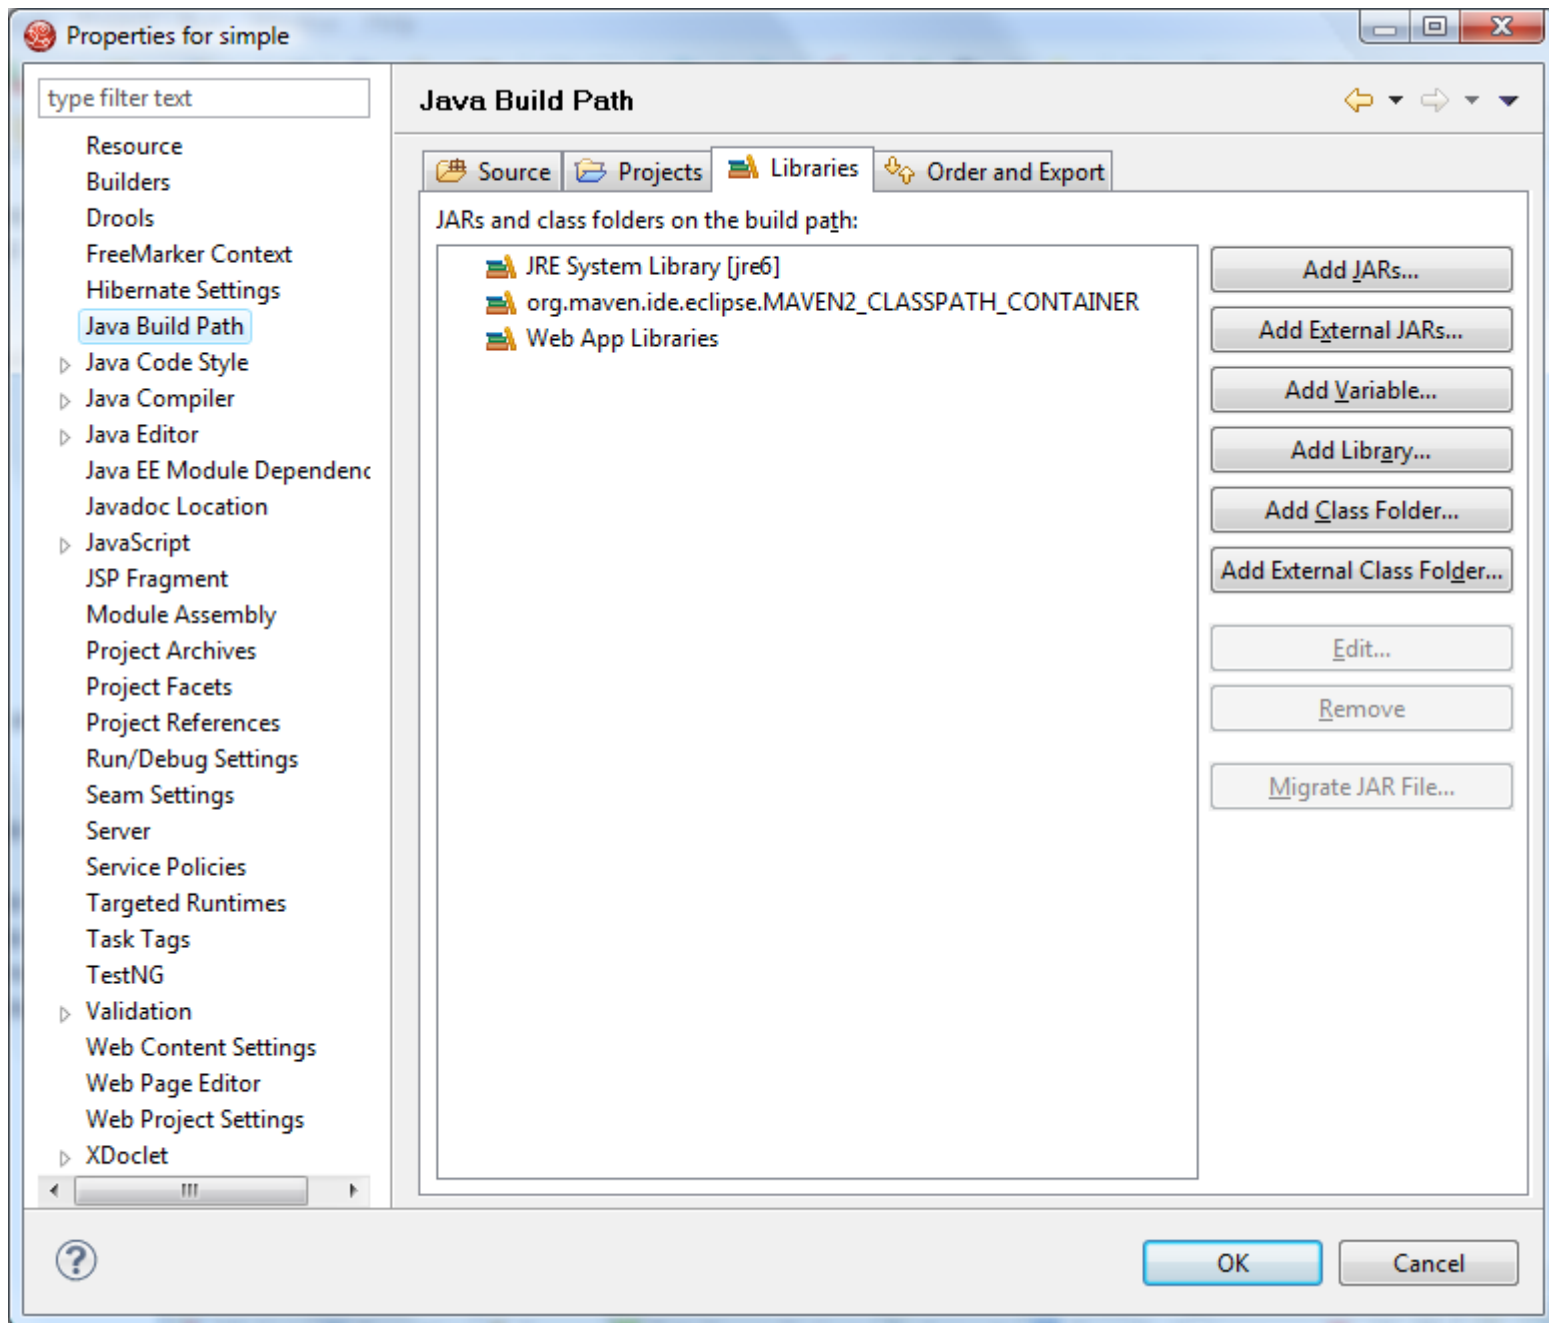 Properties for simple
type filter text
Resource
Builders
Drools
FreeMarker Context
Hibernate Settings
Java Build Path
Java Code Style
Java Compiler
Java Editor
Java EE Module Dependenc
Javadoc Location
JavaScript
JSP Fragment
Module Assembly
Project Archives
Project Facets
Project References
Run/Debug Settings
Seam Settings
Server
Service Policies
Targeted Runtimes
Task Tags
TestNG
Validation
Web Content Settings
Web Page Editor
Web Project Settings
XDoclet
Java Build Path
Source Projects Libraries Order and Export
JARs and class folders on the build path:
JRE System Library [jre6]
org.maven.ide.eclipse.MAVEN2_CLASSPATH_CONTAINER
Web App Libraries
Add JARs...
Add External JARs...
Add Variable...
Add Library...
Add Class Folder...
Add External Class Folder...
Edit...
Remove
Migrate JAR File...
OK Cancel